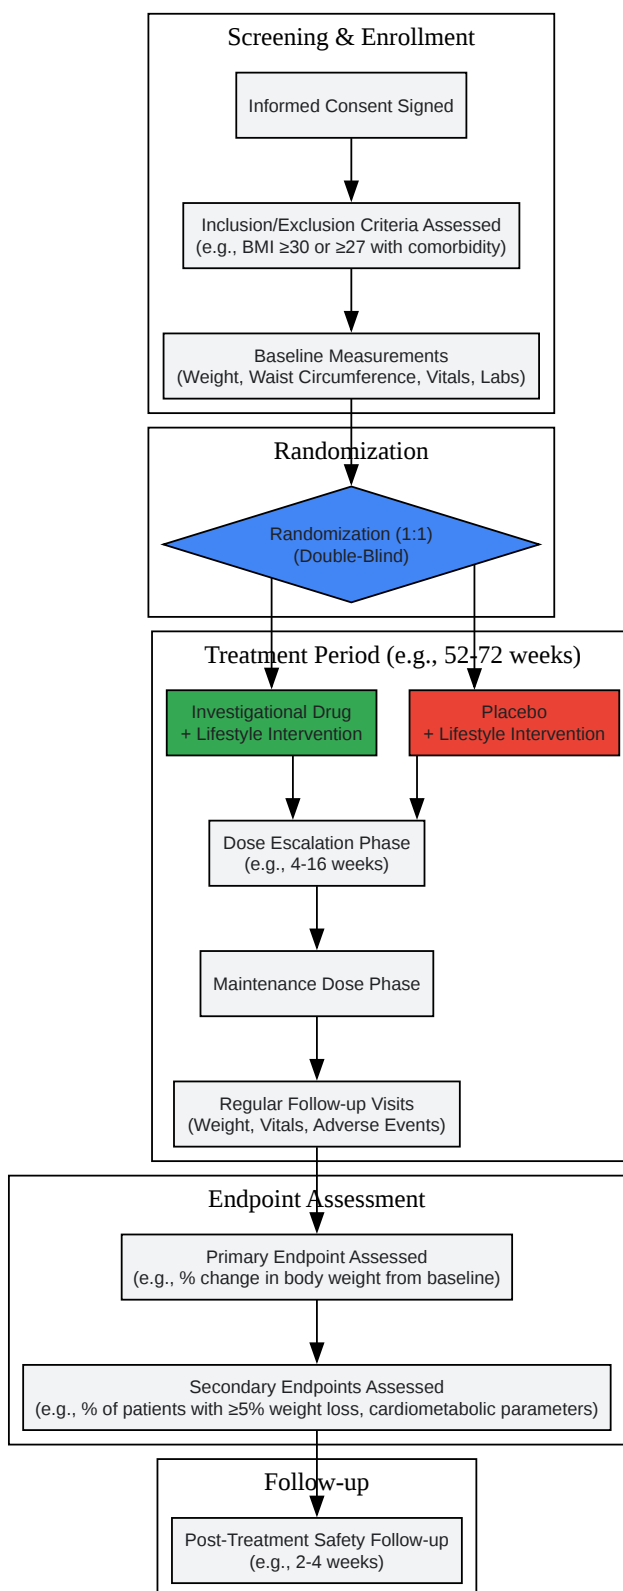 Screening & Enrollment
Informed Consent Signed
Inclusion/Exclusion Criteria Assessed
(e.g., BMI ≥30 or ≥27 with comorbidity)
Baseline Measurements
(Weight, Waist Circumference, Vitals, Labs)
Randomization
Randomization (1:1)
(Double-Blind)
Treatment Period (e.g., 52-72 weeks)
Investigational Drug
+ Lifestyle Intervention
Placebo
+ Lifestyle Intervention
Dose Escalation Phase
(e.g., 4-16 weeks)
Maintenance Dose Phase
Regular Follow-up Visits
(Weight, Vitals, Adverse Events)
Endpoint Assessment
Primary Endpoint Assessed
(e.g., % change in body weight from baseline)
Secondary Endpoints Assessed
(e.g., % of patients with ≥5% weight loss, cardiometabolic parameters)
Follow-up
Post-Treatment Safety Follow-up
(e.g., 2-4 weeks)